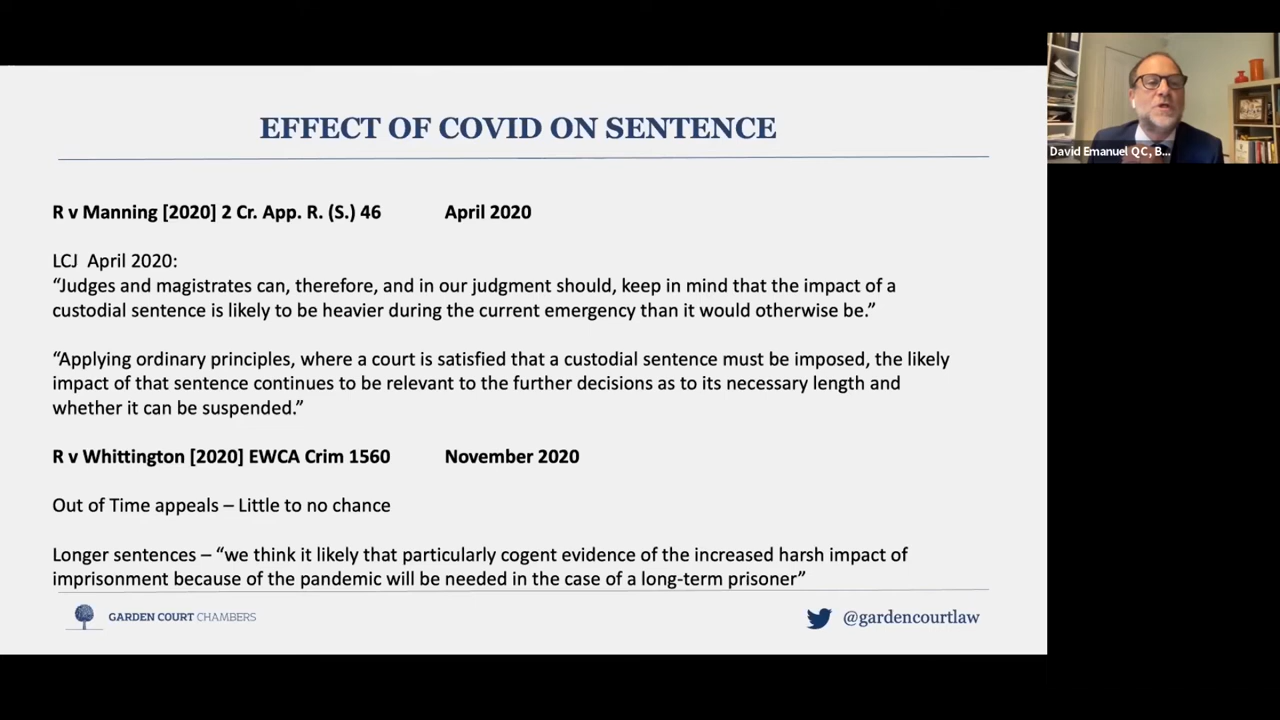 EFFECT OF COVID ON SENTENCE
R v Manning [2020] 2 Cr. App. R. (S.) 46 April 2020
LCJ April 2020:
“Judges and magistrates can, therefore, and in our judgment should, keep in mind that the impact of a
custodial sentence is likely to be heavier during the current emergency than it would otherwise be.”
“Applying ordinary principles, where a court is satisfied that a custodial sentence must be imposed, the likely
impact of that sentence continues to be relevant to the further decisions as to its necessary length and
whether it can be suspended.”
R v Whittington [2020] EWCA Crim 1560 November 2020
Out of Time appeals – Little to no chance
Longer sentences – “we think it likely that particularly cogent evidence of the increased harsh impact of
imprisonment because of the pandemic will be needed in the case of a long-term prisoner”
GARDEN COURT CHAMBERS
@gardencourtlaw
David Emanuel QC, B...